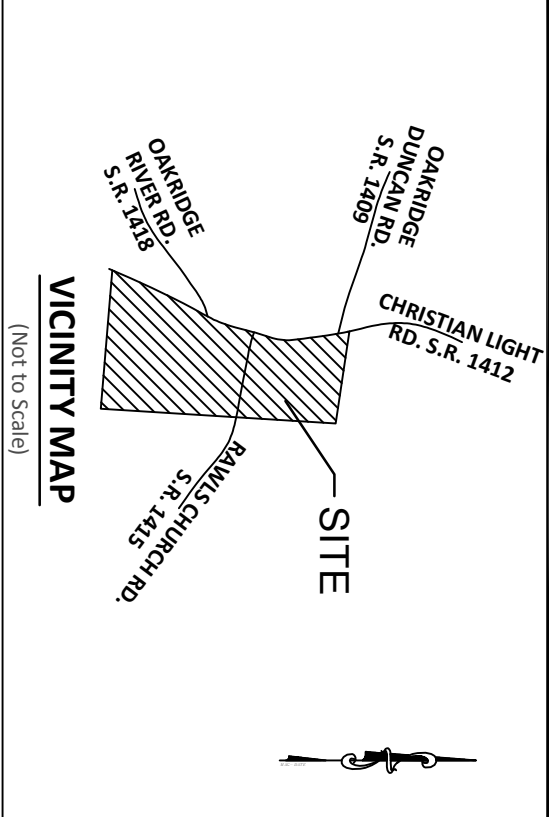 OAKRIDGE
DUNCAN RD.
S.R. 1409
CHRISTIAN LIGHT
RD. S.R. 1412
OAKRIDGE
RIVER RD.
S.R. 1418
SITE
RAWLS CHURCH RD.
S.R. 1415
VICINITY MAP
(Not to Scale)